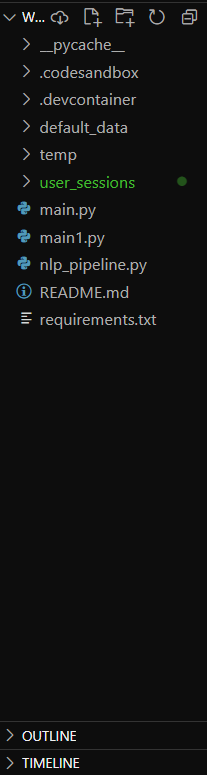 W...
__pycache__
.codesandbox
.devcontainer
default_data
temp
user_sessions
main.py
main1.py
nlp_pipeline.py
README.md
requirements.txt
OUTLINE
TIMELINE